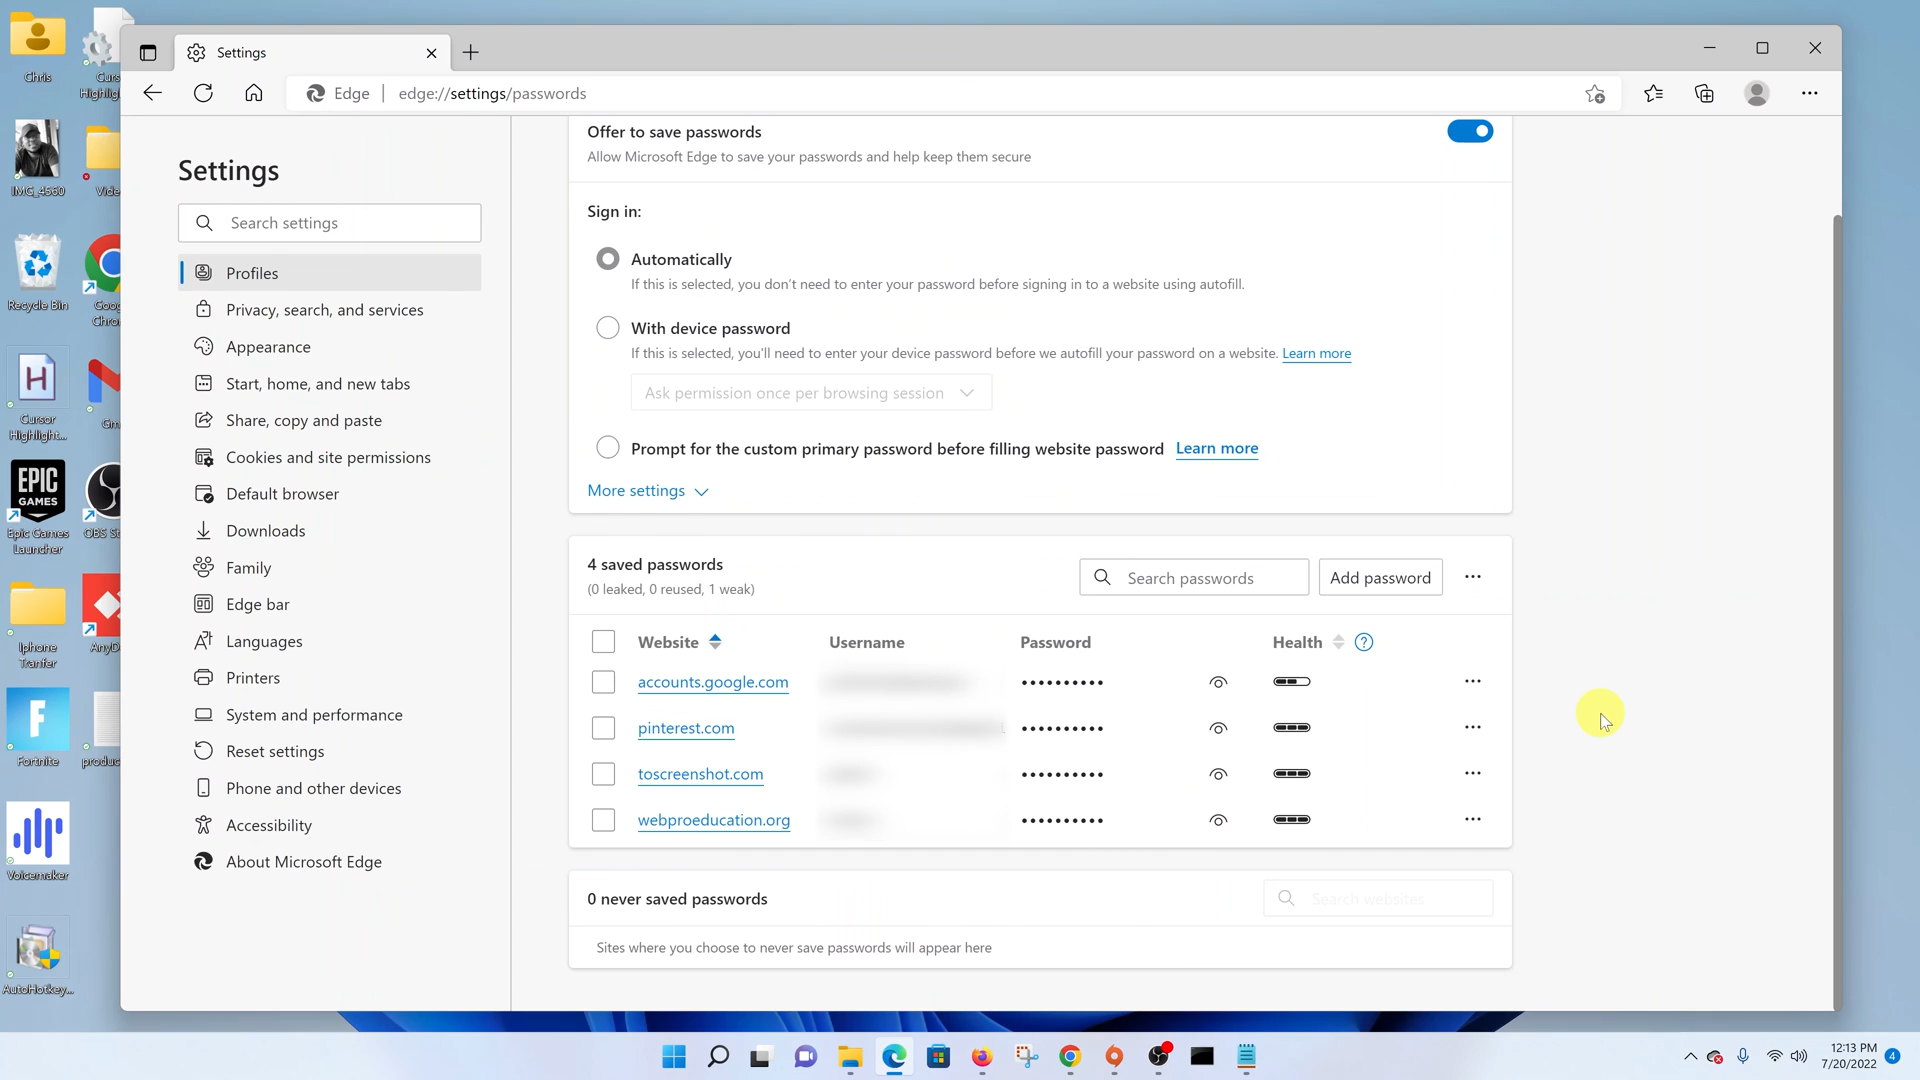 Chris
IMG_4560
Recycle Bin
Cursor
Highlight...
EPIC
GAMES
Epic Games
Launcher
Iphone
Tranfer
Fortnite
Voicemaker
AutoHotkey...
Settings
Edge
edge://settings/passwords
Settings
Search settings
Profiles
Privacy, search, and services
Appearance
Start, home, and new tabs
Share, copy and paste
Cookies and site permissions
Default browser
Downloads
Family
Edge bar
Languages
Printers
System and performance
Reset settings
Phone and other devices
Accessibility
About Microsoft Edge
Offer to save passwords
Allow Microsoft Edge to save your passwords and help keep them secure
Sign in:
Automatically
If this is selected, you don't need to enter your password before signing in to a website using autofill.
With device password
If this is selected, you'll need to enter your device password before we autofill your password on a website. Learn more
Ask permission once per browsing session
Prompt for the custom primary password before filling website password Learn more
More settings
4 saved passwords
(0 leaked, 0 reused, 1 weak)
Search passwords
Add password
Website Username Password Health
accounts.google.com ••••••••••
pinterest.com ••••••••••
toscreenshot.com ••••••••••
webproeducation.org ••••••••••
0 never saved passwords
Search websites
Sites where you choose to never save passwords will appear here
12:13 PM
7/20/2022
4